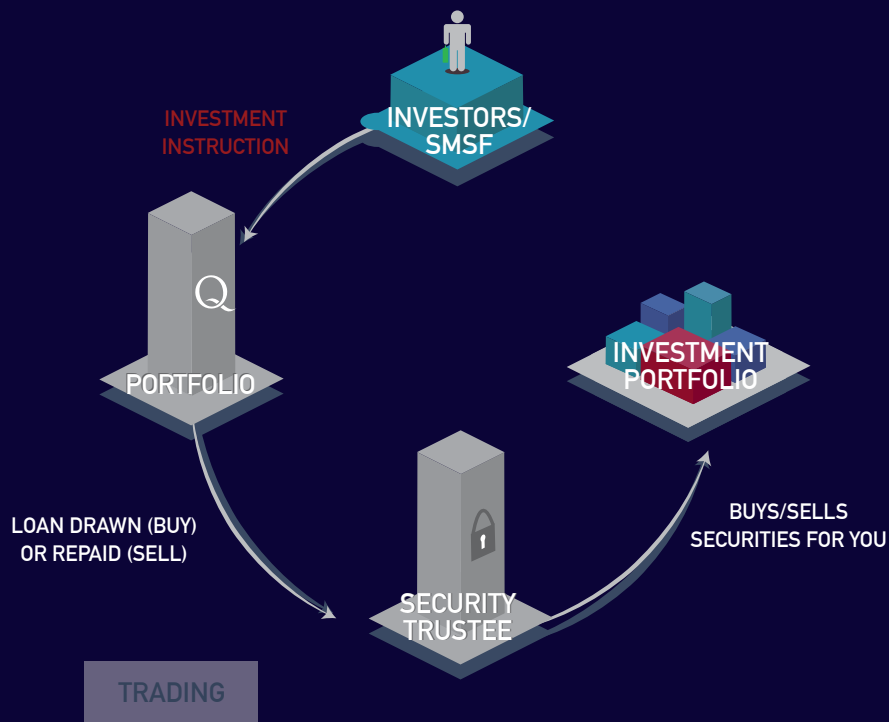 INVESTORS/
SMSF
INVESTMENT
INSTRUCTION
Q
PORTFOLIO
INVESTMENT
PORTFOLIO
LOAN DRAWN (BUY)
OR REPAID (SELL)
BUYS/SELLS
SECURITIES FOR YOU
SECURITY
TRUSTEE
TRADING